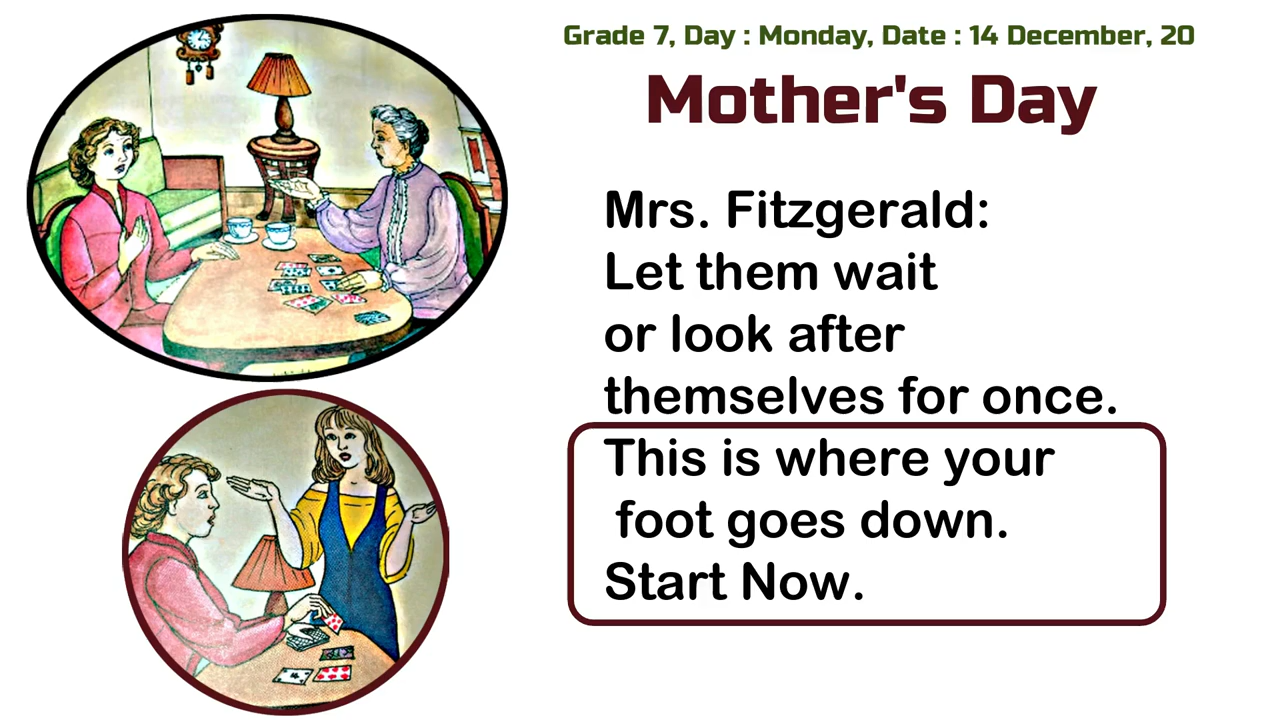 Grade 7, Day : Monday, Date : 14 December, 20
Mother's Day
Mrs. Fitzgerald:
Let them wait
or look after
themselves for once.
This is where your
foot goes down.
Start Now.